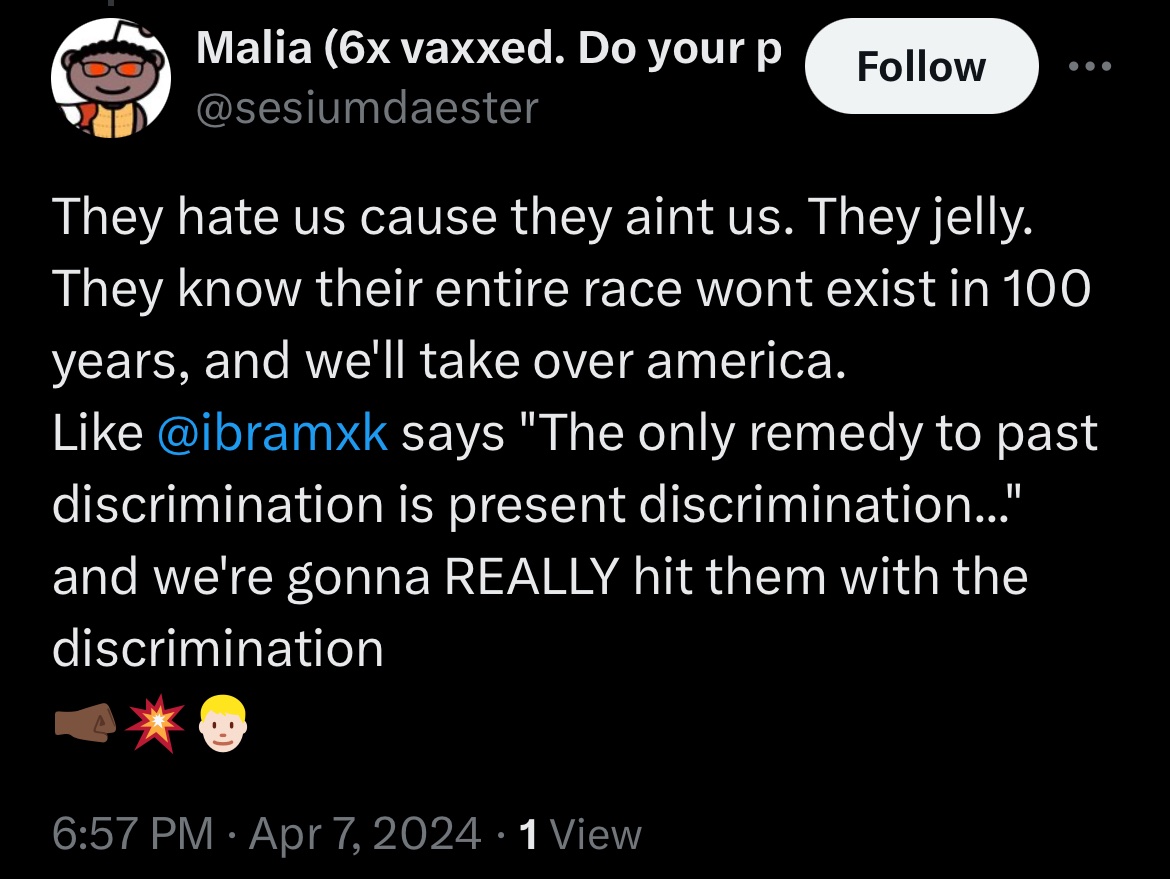 Malia (6x vaxxed. Do your p
Follow
@sesiumdaester
They hate us cause they aint us. They jelly.
They know their entire race wont exist in 100
years, and we'll take over america.
Like @ibramxk says "The only remedy to past
discrimination is present discrimination..."
and we're gonna REALLY hit them with the
discrimination
🤜🏾💥👱🏻
6:57 PM · Apr 7, 2024 · 1 View